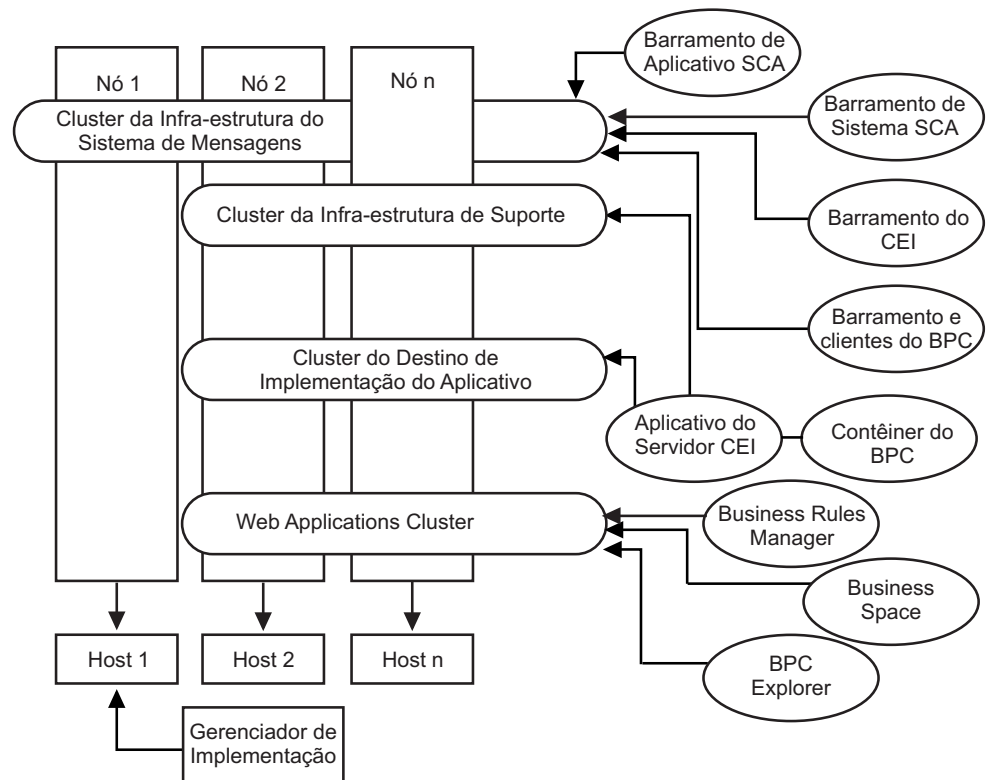 Nó 1
Nó 2
Nó n
Barramento de
Aplicativo SCA
Cluster da Infra-estrutura do
Sistema de Mensagens
Barramento de
Sistema SCA
Cluster da Infra-estrutura de Suporte
Barramento do
CEI
Barramento e
clientes do BPC
Cluster do Destino de
Implementação do Aplicativo
Aplicativo do
Servidor CEI
Contêiner do
BPC
Web Applications Cluster
Business Rules
Manager
Business
Space
Host 1
Host 2
Host n
BPC
Explorer
Gerenciador de
Implementação